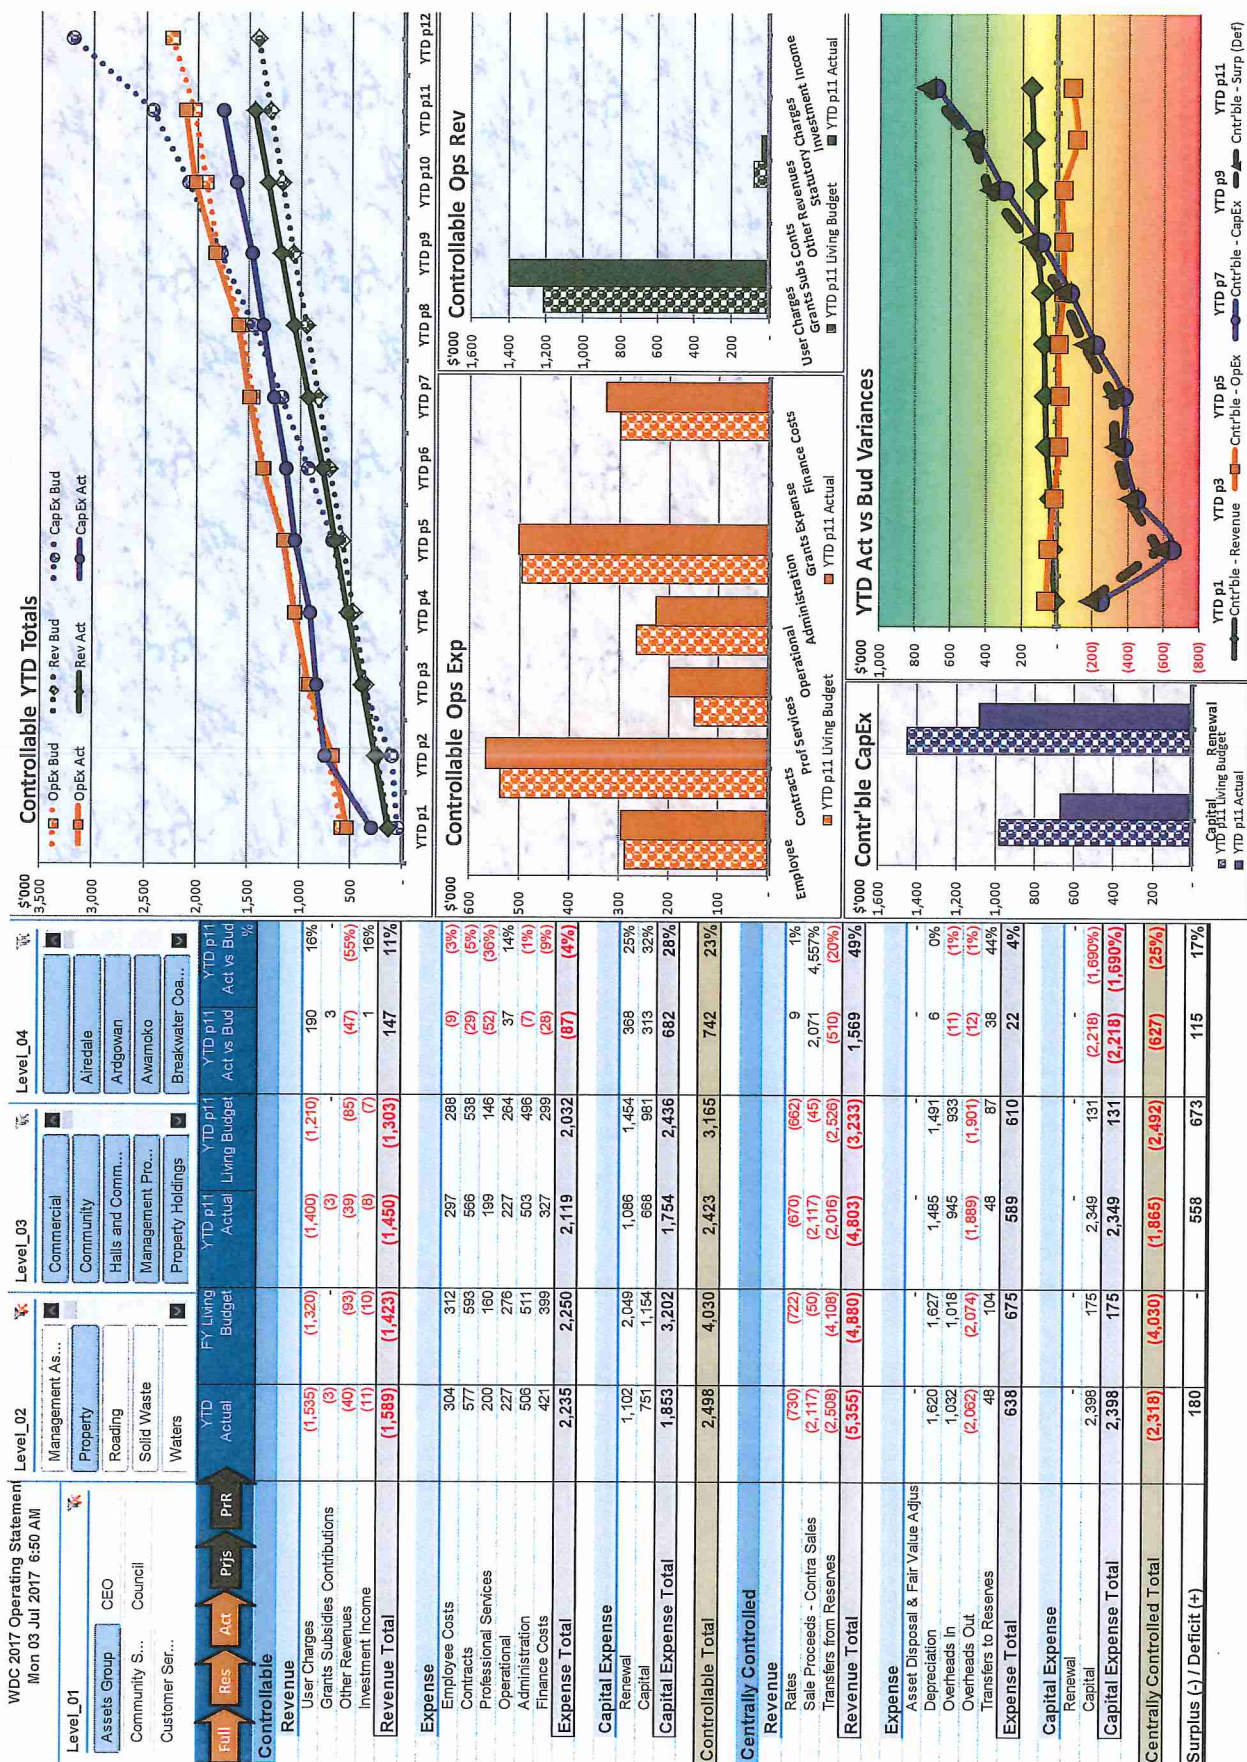 WDC 2017 Operating Statement
Mon 03 Jul 2017 6:50 AM
Level_01
Assets Group
CEO
Community S...
Council
Customer Ser...
Level_02
Management As...
Property
Roading
Solid Waste
Waters
Level_03
Commercial
Community
Halls and Comm...
Management Pro...
Property Holdings
Level_04
Airedale
Ardgowan
Awamoko
Breakwater Coa...
Full Res Act Prjs PrR
YTD Actual FY Living Budget YTD p11 Actual YTD p11 Living Budget YTD p11 Act vs Bud YTD p11 Act vs Bud %
Controllable
Revenue
User Charges (1,535) (1,320) (1,400) (1,210) 190 16%
Grants Subsidies Contributions (3) - (3) - 3
Other Revenues (40) (93) (39) (85) (47) (55%)
Investment Income (11) (10) (8) (7) 1 16%
Revenue Total (1,589) (1,423) (1,450) (1,303) 147 11%
Expense
Employee Costs 304 312 297 288 (9) (3%)
Contracts 577 593 566 538 (29) (5%)
Professional Services 200 160 199 146 (52) (36%)
Operational 227 276 227 264 37 14%
Administration 506 511 503 496 (7) (1%)
Finance Costs 421 399 327 299 (28) (9%)
Expense Total 2,235 2,250 2,119 2,032 (87) (4%)
Capital Expense
Renewal 1,102 2,049 1,086 1,454 368 25%
Capital 751 1,154 668 981 313 32%
Capital Expense Total 1,853 3,202 1,754 2,436 682 28%
Controllable Total 2,498 4,030 2,423 3,165 742 23%
Centrally Controlled
Revenue
Rates (730) (722) (670) (662) 9 1%
Sale Proceeds - Contra Sales (2,117) (50) (2,117) (45) 2,071 4,557%
Transfers from Reserves (2,508) (4,108) (2,016) (2,526) (510) (20%)
Revenue Total (5,355) (4,880) (4,803) (3,233) 1,569 49%
Expense
Asset Disposal & Fair Value Adjus - - - - - -
Depreciation 1,620 1,627 1,485 1,491 6 0%
Overheads In 1,032 1,018 945 933 (11) (1%)
Overheads Out (2,062) (2,074) (1,889) (1,901) (12) (1%)
Transfers to Reserves 48 104 48 87 38 44%
Expense Total 638 675 589 610 22 4%
Capital Expense
Renewal - - - - - -
Capital 2,398 175 2,349 131 (2,218) (1,690%)
Capital Expense Total 2,398 175 2,349 131 (2,218) (1,690%)
Centrally Controlled Total (2,318) (4,030) (1,865) (2,492) (627) (25%)
Surplus (-) / Deficit (+) 180 - 558 673 115 17%
Controllable YTD Totals
$'000
3,500
3,000
2,500
2,000
1,500
1,000
500
-
OpEx Bud Rev Bud CapEx Bud
OpEx Act Rev Act CapEx Act
YTD p1 YTD p2 YTD p3 YTD p4 YTD p5 YTD p6 YTD p7 YTD p8 YTD p9 YTD p10 YTD p11 YTD p12
Controllable Ops Exp
$'000
600
500
400
300
200
100
-
Employee Contracts Prof Services Operational Administration Grants Expense Finance Costs
YTD p11 Living Budget YTD p11 Actual
Controllable Ops Rev
$'000
1,600
1,400
1,200
1,000
800
600
400
200
-
User Charges Grants Subs Conts Other Revenues Statutory Charges Investment Income
YTD p11 Living Budget YTD p11 Actual
Contr'ble CapEx
$'000
1,600
1,400
1,200
1,000
800
600
400
200
-
Capital Renewal
YTD p11 Living Budget
YTD p11 Actual
YTD Act vs Bud Variances
$'000
1,000
800
600
400
200
-
(200)
(400)
(600)
(800)
YTD p1 YTD p3 YTD p5 YTD p7 YTD p9 YTD p11
Cntr'ble - Revenue Cntr'ble - OpEx Cntr'ble - CapEx Cntr'ble - Surp (Def)